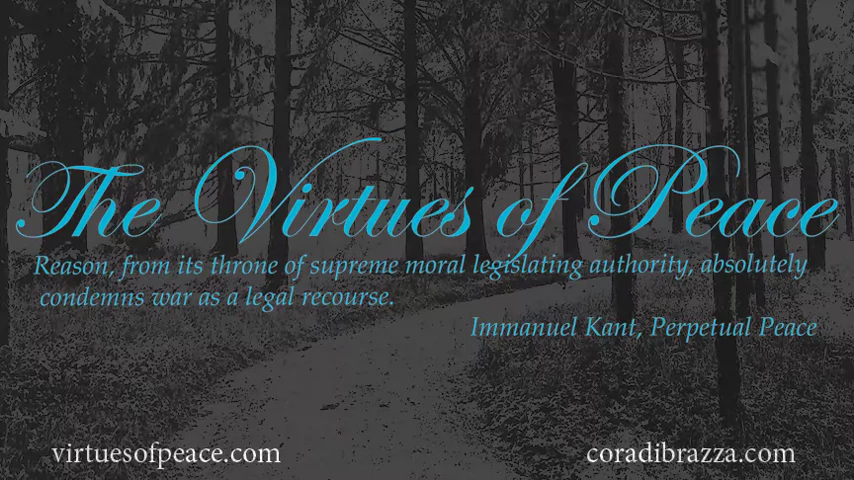 The Virtues of Peace
Reason, from its throne of supreme moral legislating authority, absolutely
condemns war as a legal recourse.
Immanuel Kant, Perpetual Peace
virtuesofpeace.com
coradibrazza.com